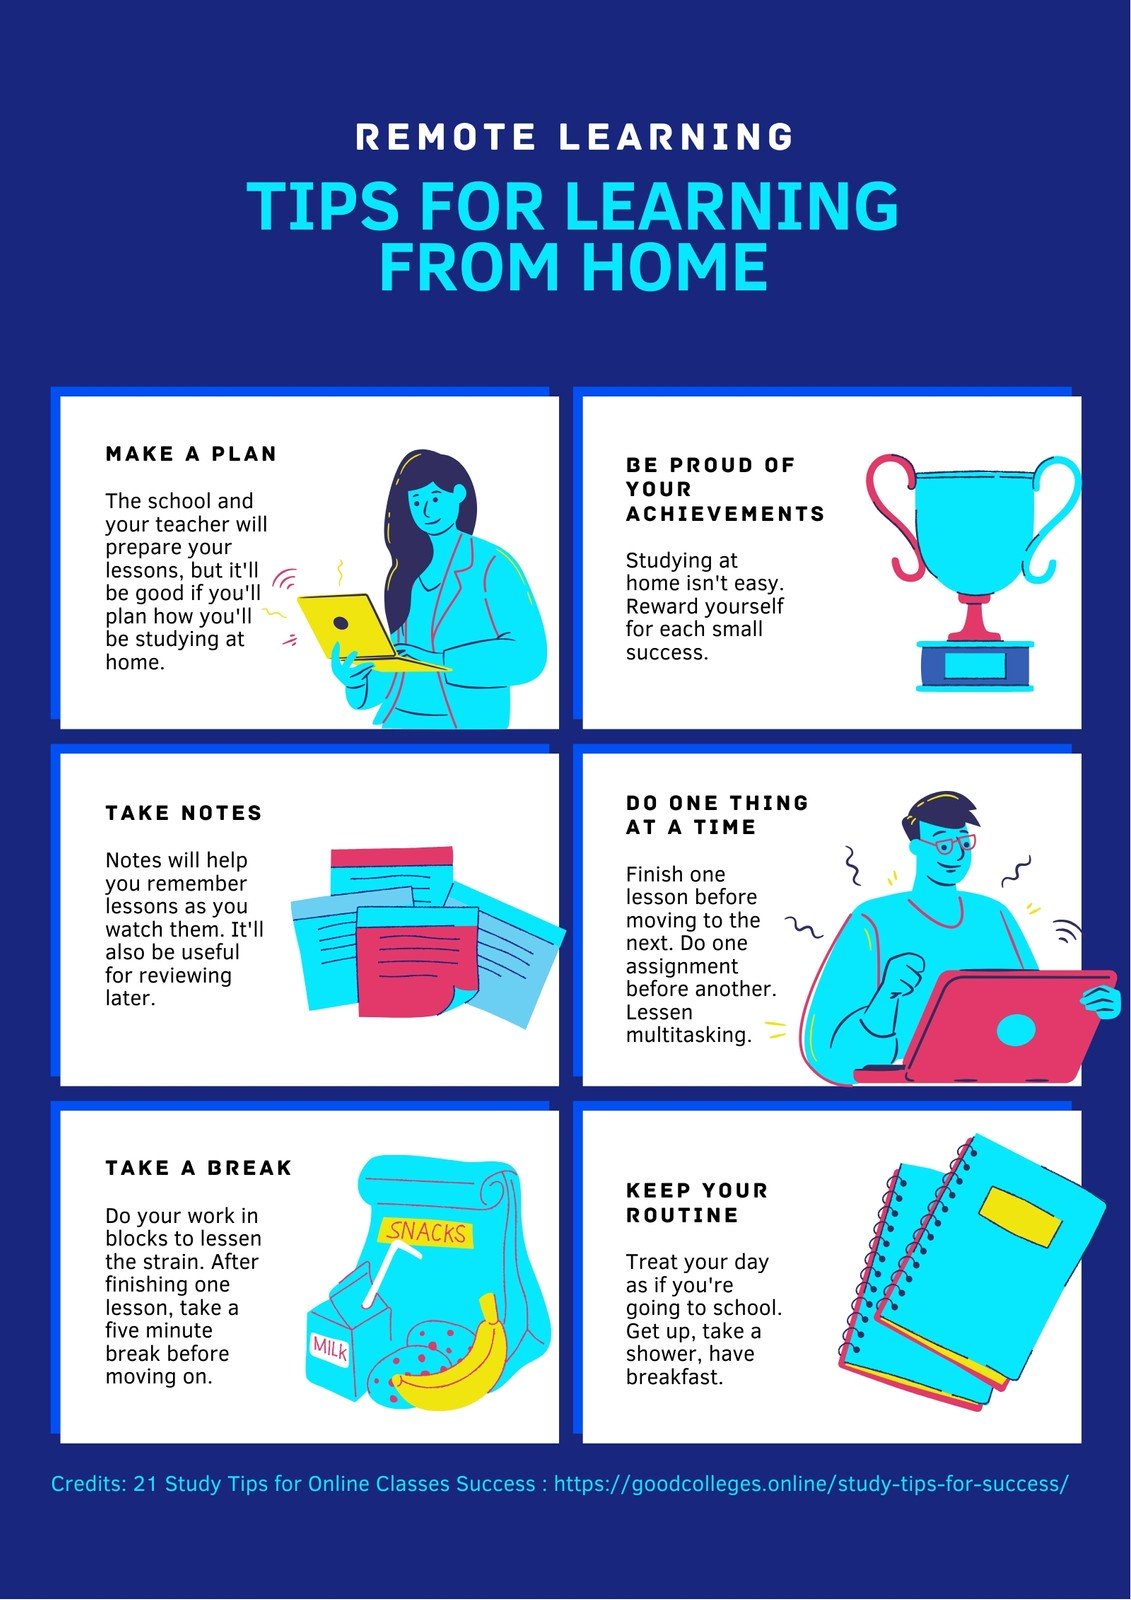 REMOTE LEARNING
TIPS FOR LEARNING
FROM HOME
MAKE A PLAN
The school and
your teacher will
prepare your
lessons, but it'll
be good if you'll
plan how you'll
be studying at
home.
BE PROUD OF
YOUR
ACHIEVEMENTS
Studying at
home isn't easy.
Reward yourself
for each small
success.
TAKE NOTES
Notes will help
you remember
lessons as you
watch them. It'll
also be useful
for reviewing
later.
DO ONE THING
AT A TIME
Finish one
lesson before
moving to the
next. Do one
assignment
before another.
Lessen
multitasking.
TAKE A BREAK
Do your work in
blocks to lessen
the strain. After
finishing one
lesson, take a
five minute
break before
moving on.
SNACKS
MILK
KEEP YOUR
ROUTINE
Treat your day
as if you're
going to school.
Get up, take a
shower, have
breakfast.
Credits: 21 Study Tips for Online Classes Success : https://goodcolleges.online/study-tips-for-success/